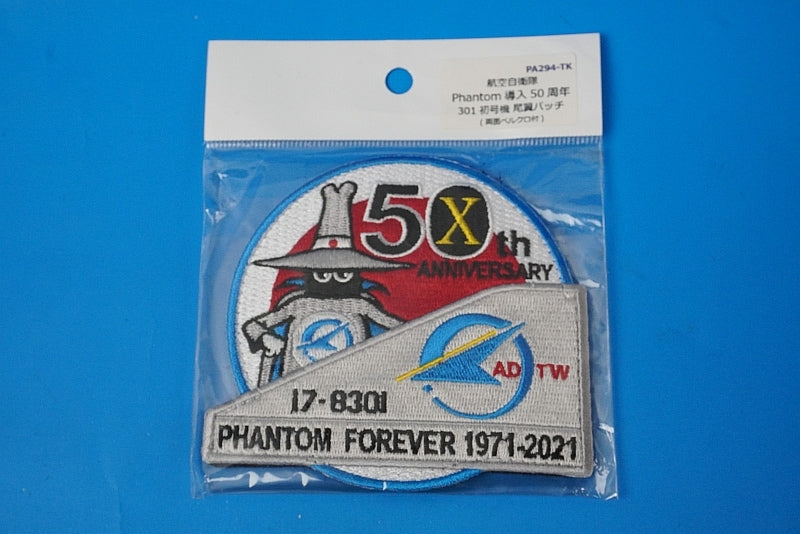 PA294-TK
航空自衛隊
Phantom 導入 50 周年
301 初号機 尾翼パッチ
(両面ベルクロ付)
50th
X
ANNIVERSARY
ADTW
17-8301
PHANTOM FOREVER 1971-2021